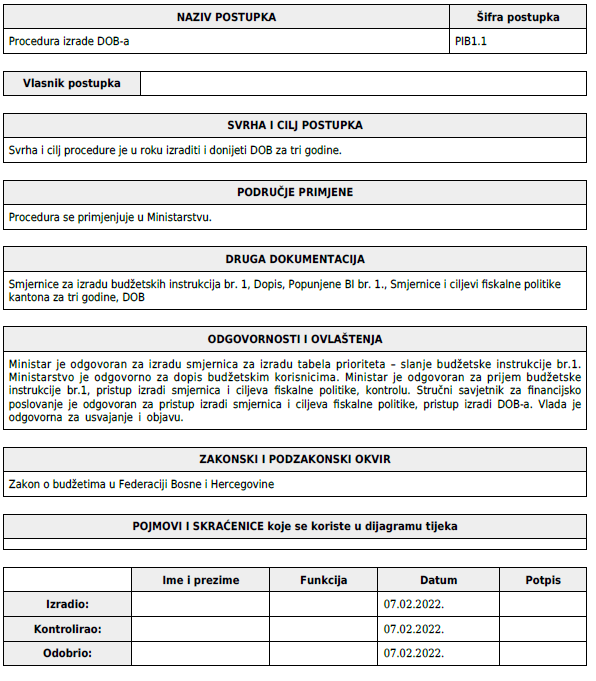 NAZIV POSTUPKA Šifra postupka
Procedura izrade DOB-a PIB1.1
Vlasnik postupka
SVRHA I CILJ POSTUPKA
Svrha i cilj procedure je u roku izraditi i donijeti DOB za tri godine.
PODRUČJE PRIMJENE
Procedura se primjenjuje u Ministarstvu.
DRUGA DOKUMENTACIJA
Smjernice za izradu budžetskih instrukcija br. 1, Dopis, Popunjene BI br. 1., Smjernice i ciljevi fiskalne politike
kantona za tri godine, DOB
ODGOVORNOSTI I OVLAŠTENJA
Ministar je odgovoran za izradu smjernica za izradu tabela prioriteta – slanje budžetske instrukcije br.1.
Ministarstvo je odgovorno za dopis budžetskim korisnicima. Ministar je odgovoran za prijem budžetske
instrukcije br.1, pristup izradi smjernica i ciljeva fiskalne politike, kontrolu. Stručni savjetnik za financijsko
poslovanje je odgovoran za pristup izradi smjernica i ciljeva fiskalne politike, pristup izradi DOB-a. Vlada je
odgovorna za usvajanje i objavu.
ZAKONSKI I PODZAKONSKI OKVIR
Zakon o budžetima u Federaciji Bosne i Hercegovine
POJMOVI I SKRAĆENICE koje se koriste u dijagramu tijeka
Ime i prezime Funkcija Datum Potpis
Izradio: 07.02.2022.
Kontrolirao: 07.02.2022.
Odobrio: 07.02.2022.